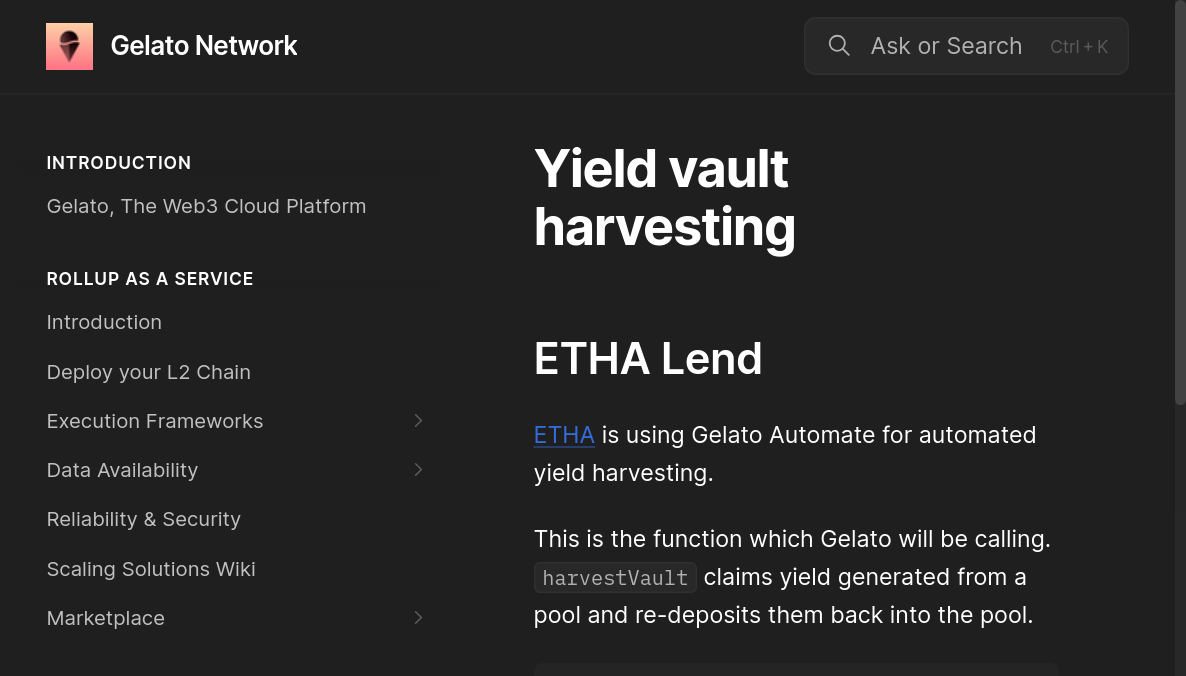 Gelato Network
Ask or Search Ctrl + K
INTRODUCTION
Gelato, The Web3 Cloud Platform
ROLLUP AS A SERVICE
Introduction
Deploy your L2 Chain
Execution Frameworks
Data Availability
Reliability & Security
Scaling Solutions Wiki
Marketplace
Yield vault
harvesting
ETHA Lend
ETHA is using Gelato Automate for automated
yield harvesting.
This is the function which Gelato will be calling.
harvestVault claims yield generated from a
pool and re-deposits them back into the pool.